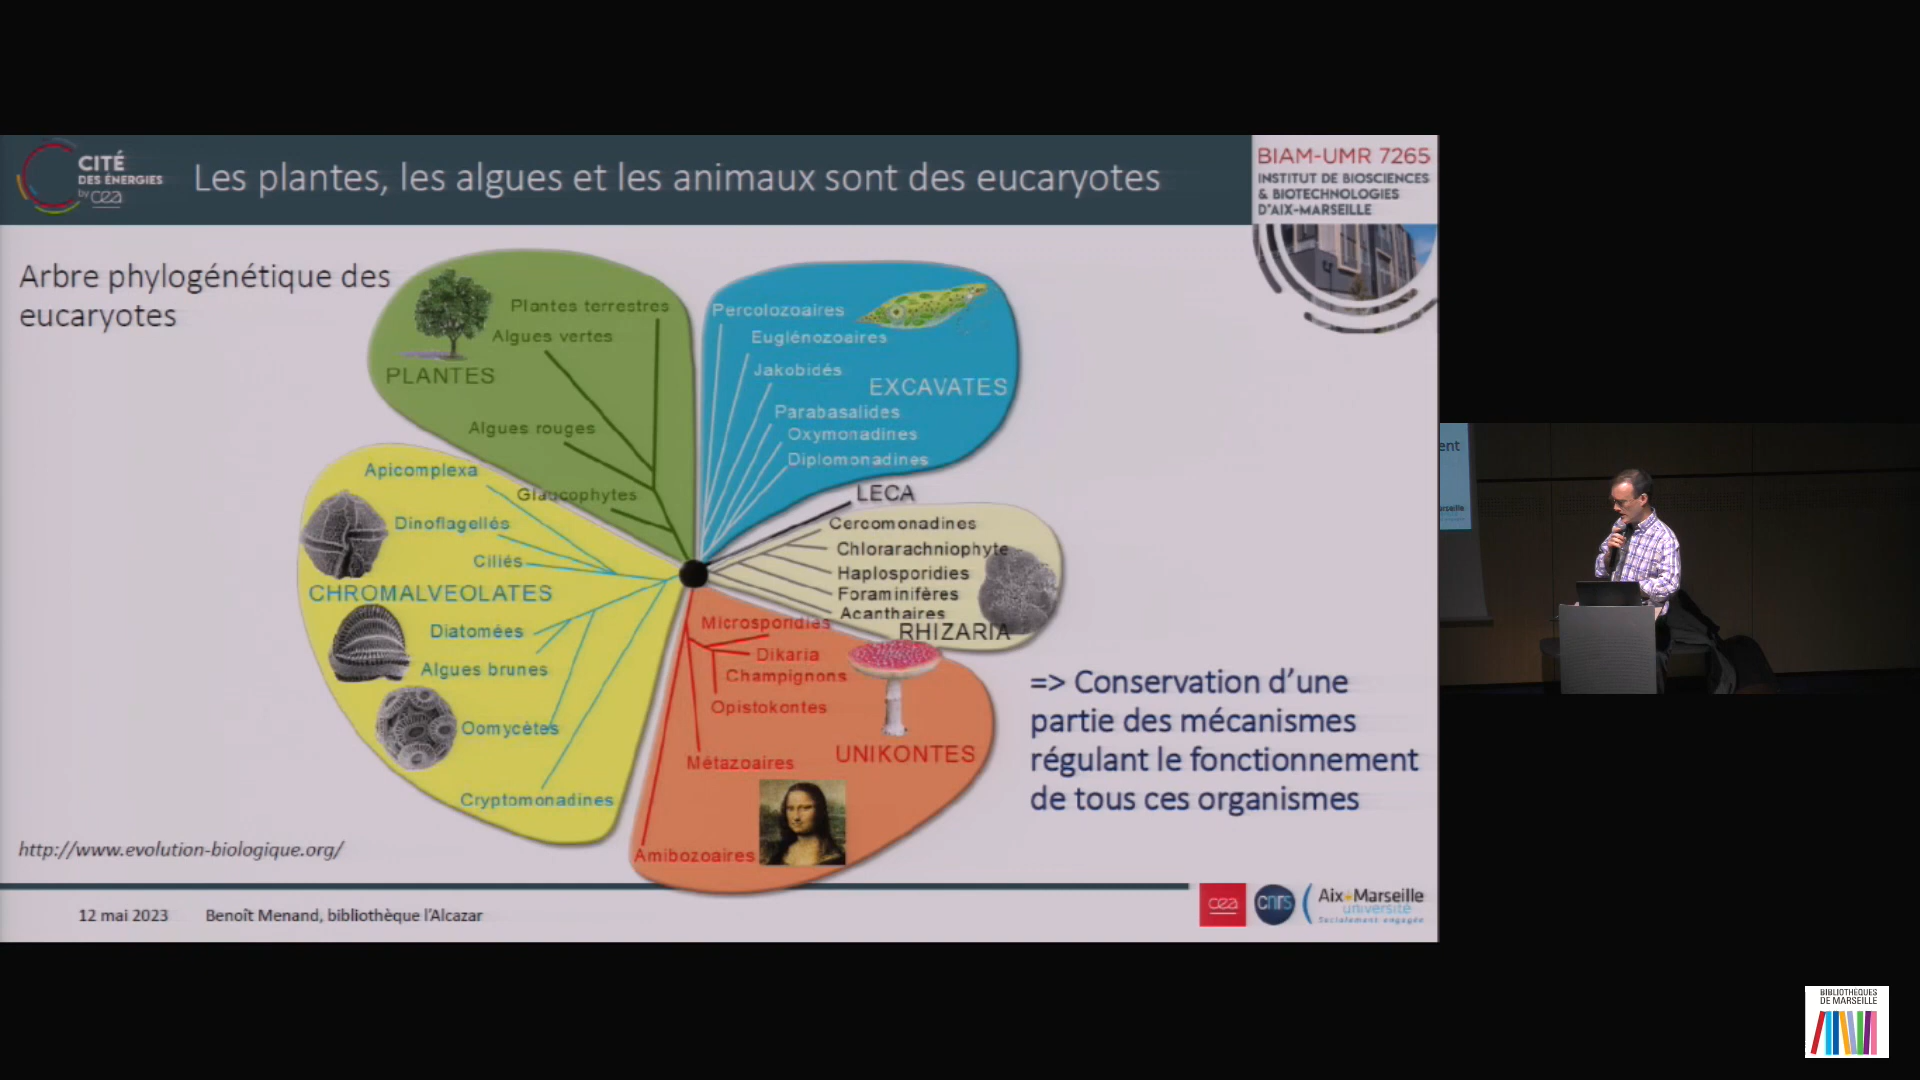 CITÉ
DES ÉNERGIES
by cea
Les plantes, les algues et les animaux sont des eucaryotes
BIAM-UMR 7265
INSTITUT DE BIOSCIENCES
& BIOTECHNOLOGIES
D'AIX-MARSEILLE
Arbre phylogénétique des
eucaryotes
Plantes terrestres
Algues vertes
PLANTES
Algues rouges
Glaucophytes
Percolozoaires
Euglénozoaires
Jakobidés
EXCAVATES
Parabasalides
Oxymonadines
Diplomonadines
LECA
Apicomplexa
Dinoflagellés
Ciliés
CHROMALVEOLATES
Diatomées
Algues brunes
Oomycètes
Cryptomonadines
Cercomonadines
Chlorarachniophyte
Haplosporidies
Foraminifères
Acanthaires
RHIZARIA
Microsporidies
Dikaria
Champignons
Opistokontes
UNIKONTES
Métazoaires
Amibozoaires
=> Conservation d'une
partie des mécanismes
régulant le fonctionnement
de tous ces organismes
http://www.evolution-biologique.org/
12 mai 2023 Benoît Menand, bibliothèque l'Alcazar
cea
cnrs
Aix+Marseille
université
Socialement engagée
ent
arseille
BIBLIOTHEQUES
DE MARSEILLE